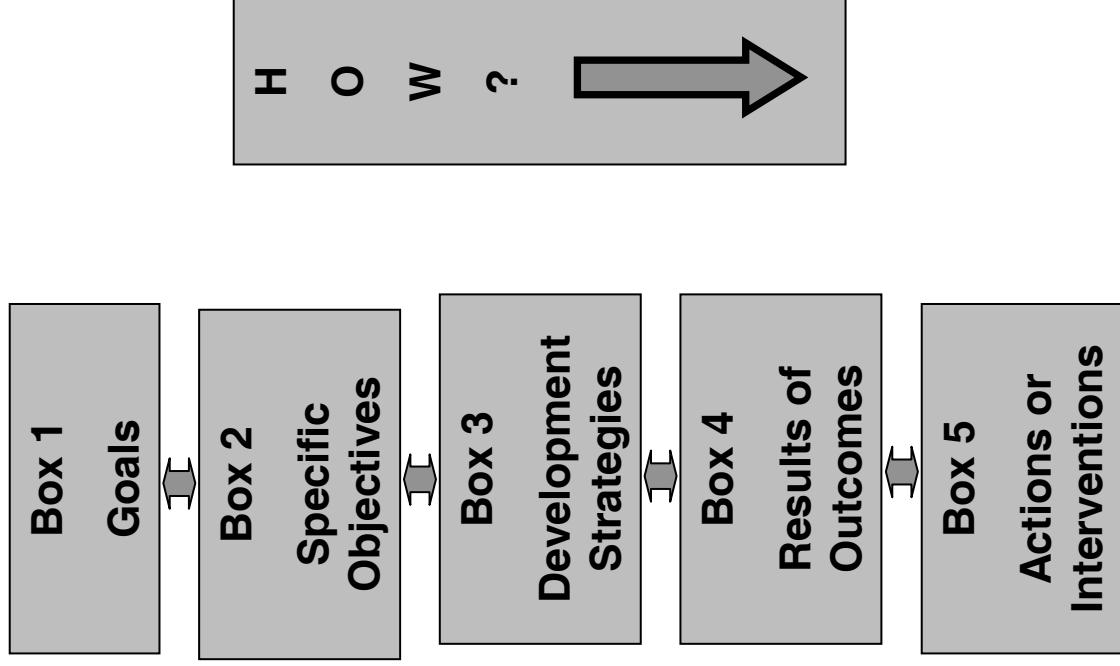 Box 1
Goals
Box 2
Specific
Objectives
Box 3
Development
Strategies
Box 4
Results of
Outcomes
Box 5
Actions or
Interventions
H
O
W
?